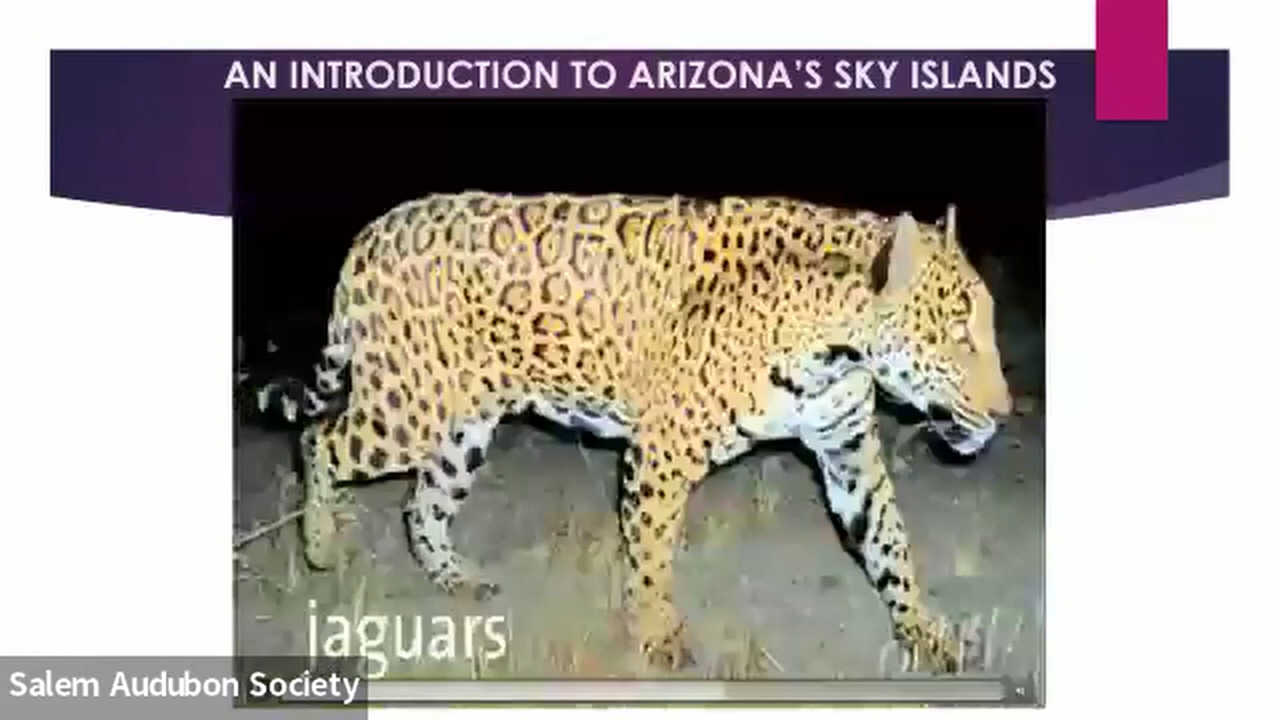 AN INTRODUCTION TO ARIZONA'S SKY ISLANDS
jaguars
Salem Audubon Society